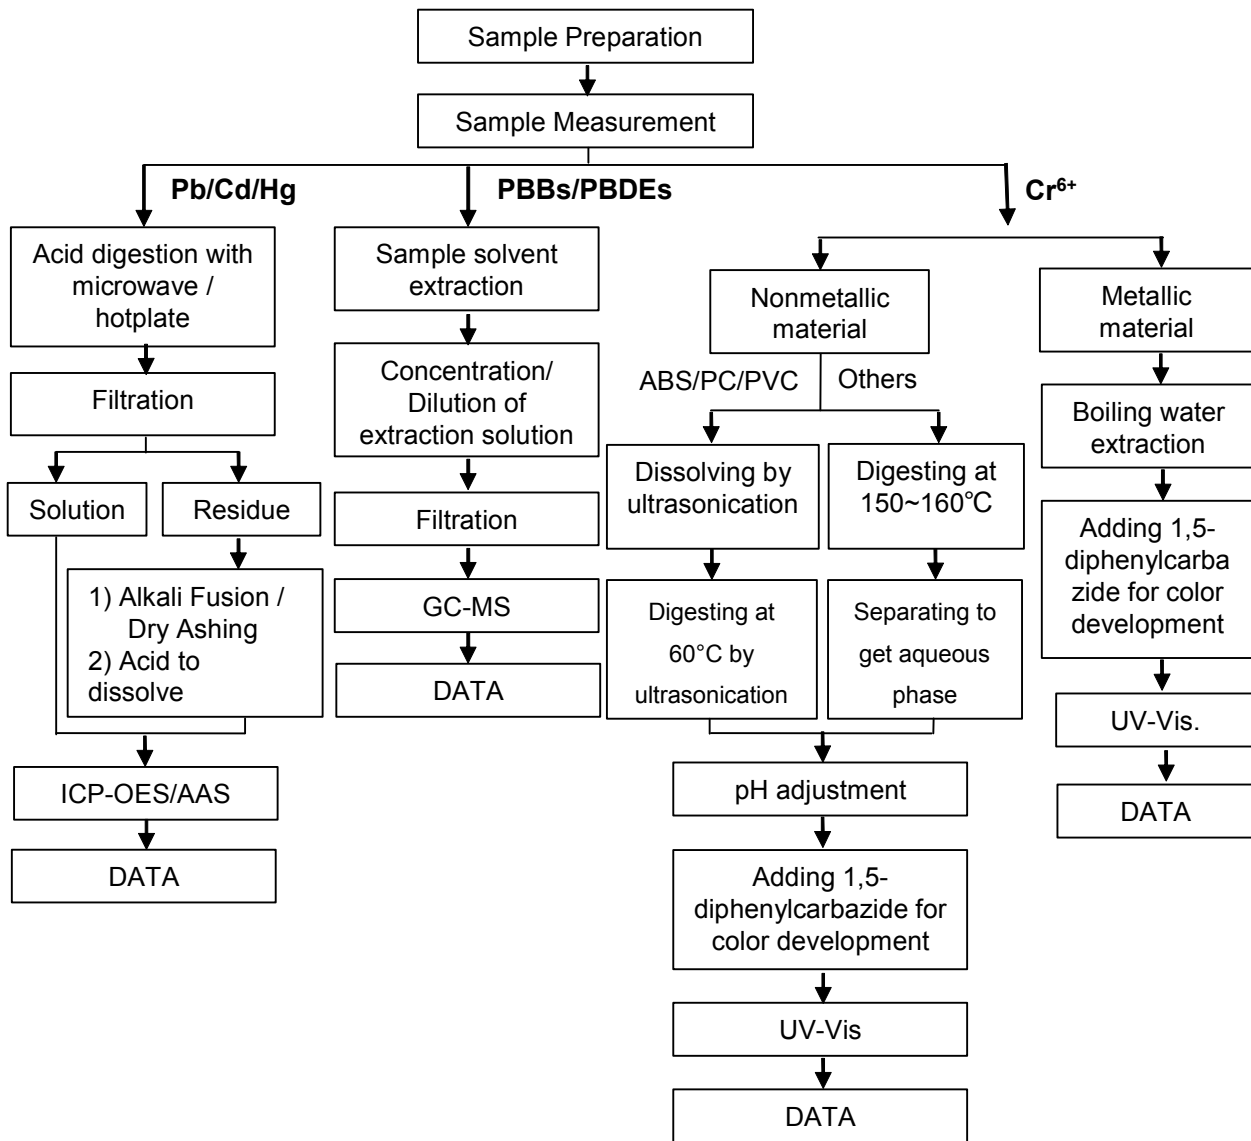 Sample Preparation
Sample Measurement
Pb/Cd/Hg
PBBs/PBDEs
Cr⁶⁺
Acid digestion with
microwave /
hotplate
Filtration
Solution
Residue
1) Alkali Fusion /
Dry Ashing
2) Acid to
dissolve
ICP-OES/AAS
DATA
Sample solvent
extraction
Concentration/
Dilution of
extraction solution
Filtration
GC-MS
DATA
Nonmetallic
material
ABS/PC/PVC
Others
Dissolving by
ultrasonication
Digesting at
60°C by
ultrasonication
Digesting at
150~160℃
Separating to
get aqueous
phase
pH adjustment
Adding 1,5-
diphenylcarbazide for
color development
UV-Vis
DATA
Metallic
material
Boiling water
extraction
Adding 1,5-
diphenylcarba
zide for color
development
UV-Vis.
DATA